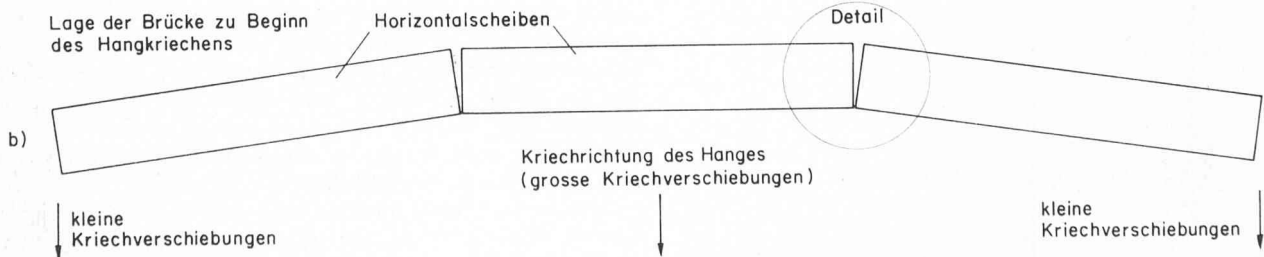 Lage der Brücke zu Beginn
des Hangkriechens
Horizontalscheiben
Detail
b)
Kriechrichtung des Hanges
(grosse Kriechverschiebungen)
kleine
Kriechverschiebungen
kleine
Kriechverschiebungen